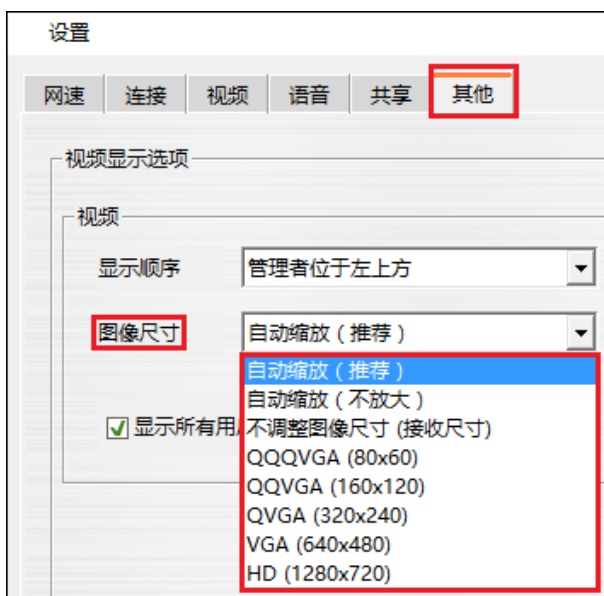 设置
网速 连接 视频 语音 共享 其他
视频显示选项
视频
显示顺序 管理者位于左上方
图像尺寸 自动缩放（推荐）
自动缩放（推荐）
自动缩放（不放大）
显示所有用 不调整图像尺寸 (接收尺寸)
QQQVGA (80x60)
QQVGA (160x120)
QVGA (320x240)
VGA (640x480)
HD (1280x720)